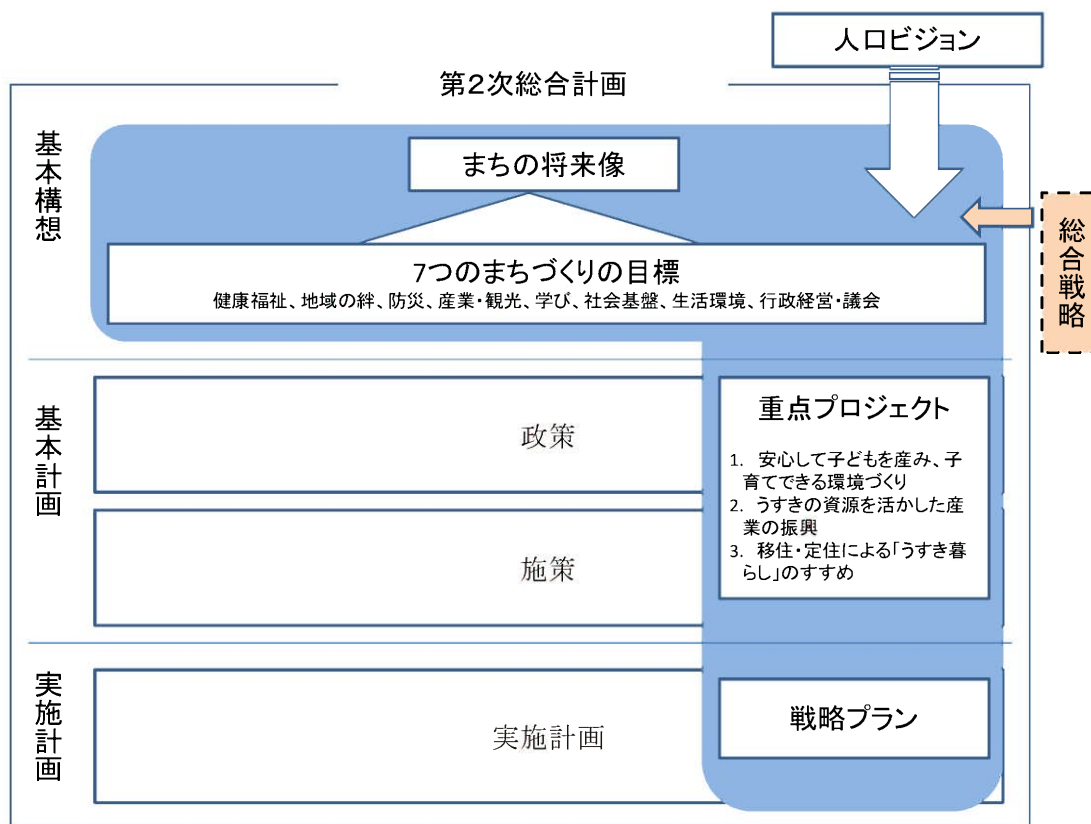 人口ビジョン
第2次総合計画
基本構想
まちの将来像
7つのまちづくりの目標
健康福祉、地域の絆、防災、産業・観光、学び、社会基盤、生活環境、行政経営・議会
総合戦略
基本計画
政策
施策
重点プロジェクト
1. 安心して子どもを産み、子
育てできる環境づくり
2. うすきの資源を活かした産
業の振興
3. 移住・定住による「うすき暮
らし」のすすめ
実施計画
実施計画
戦略プラン